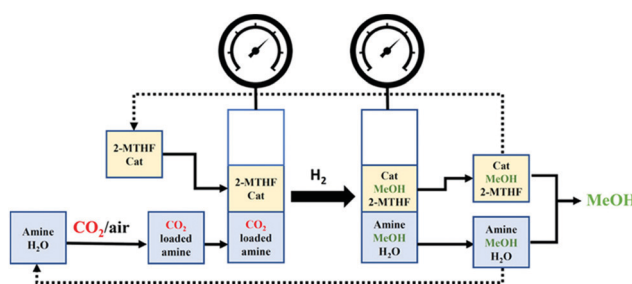 2-MTHF
Cat
2-MTHF
Cat
H₂
Cat
MeOH
2-MTHF
Cat
MeOH
2-MTHF
MeOH
Amine
H₂O
CO₂/air
CO₂
loaded
amine
CO₂
loaded
amine
Amine
MeOH
H₂O
Amine
MeOH
H₂O